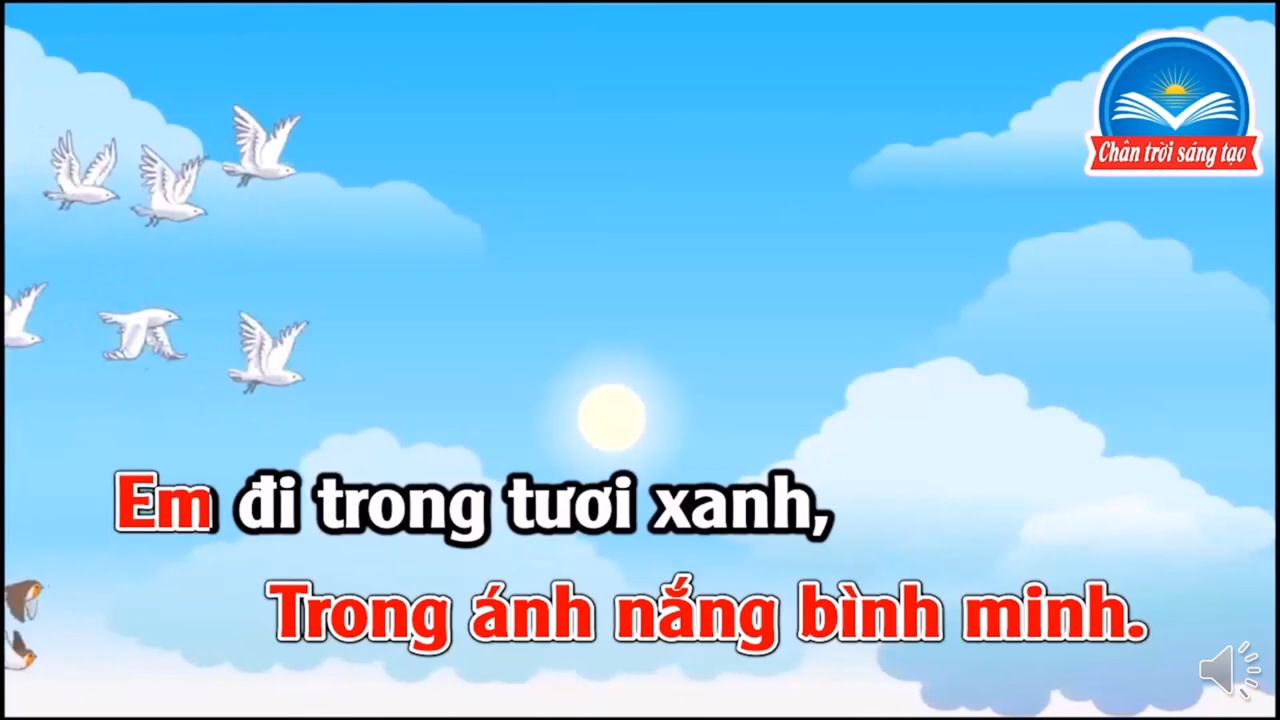 Chân trời sáng tạo
Em đi trong tươi xanh,
Trong ánh nắng bình minh.